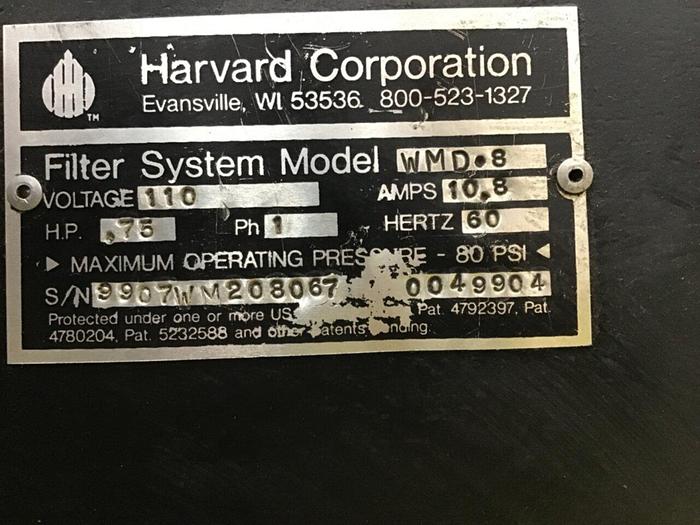 Harvard Corporation
Evansville, WI 53536 800-523-1327
TM
Filter System Model WMD.8
VOLTAGE 110 AMPS 10.8
H.P. .75 Ph 1 HERTZ 60
▶ MAXIMUM OPERATING PRESSURE - 80 PSI ◀
S/N 9907WM208067 0049904
Protected under one or more US Pat. 4792397, Pat.
4780204, Pat. 5232588 and other patents pending.